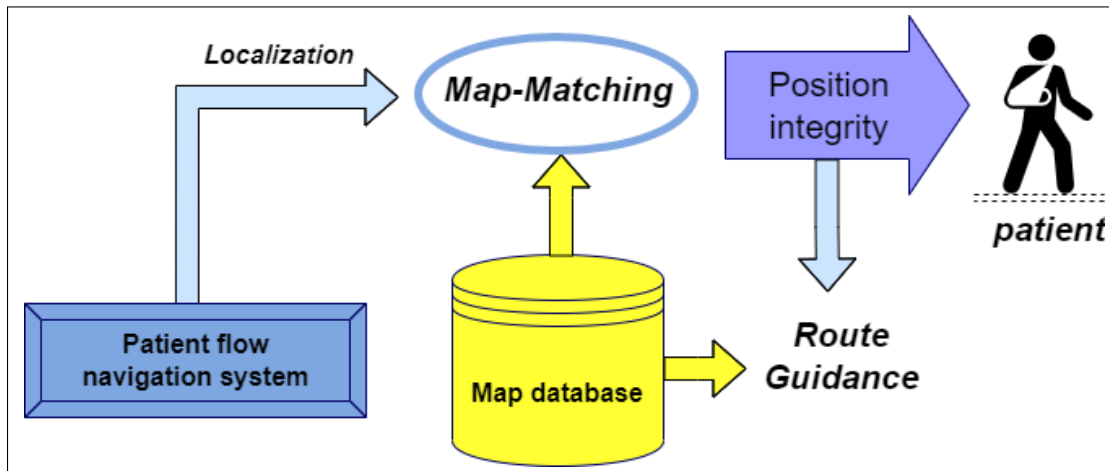 Localization
Map-Matching
Position
integrity
patient
Patient flow
navigation system
Map database
Route
Guidance